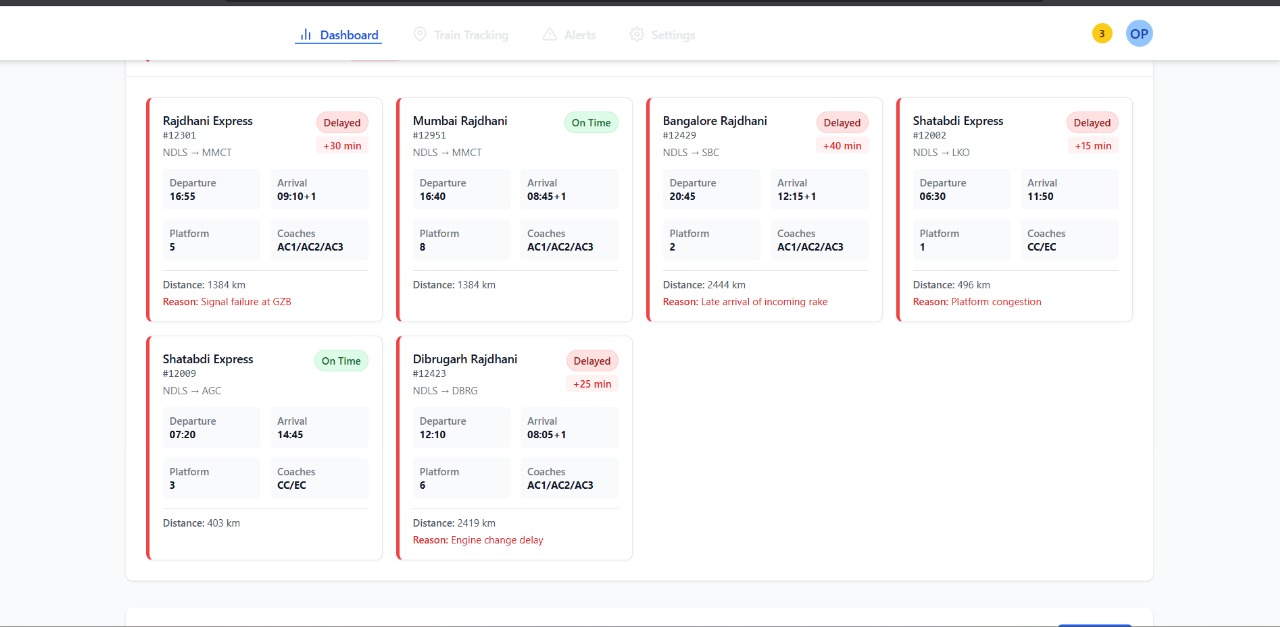 Dashboard
Train Tracking
Alerts
Settings
3
OP
Rajdhani Express
Delayed
#12301
+30 min
NDLS → MMCT
Departure
16:55
Arrival
09:10+1
Platform
5
Coaches
AC1/AC2/AC3
Distance: 1384 km
Reason: Signal failure at GZB
Mumbai Rajdhani
On Time
#12951
NDLS → MMCT
Departure
16:40
Arrival
08:45+1
Platform
8
Coaches
AC1/AC2/AC3
Distance: 1384 km
Bangalore Rajdhani
Delayed
#12429
+40 min
NDLS → SBC
Departure
20:45
Arrival
12:15+1
Platform
2
Coaches
AC1/AC2/AC3
Distance: 2444 km
Reason: Late arrival of incoming rake
Shatabdi Express
Delayed
#12002
+15 min
NDLS → LKO
Departure
06:30
Arrival
11:50
Platform
1
Coaches
CC/EC
Distance: 496 km
Reason: Platform congestion
Shatabdi Express
On Time
#12009
NDLS → AGC
Departure
07:20
Arrival
14:45
Platform
3
Coaches
CC/EC
Distance: 403 km
Dibrugarh Rajdhani
Delayed
#12423
+25 min
NDLS → DBRG
Departure
12:10
Arrival
08:05+1
Platform
6
Coaches
AC1/AC2/AC3
Distance: 2419 km
Reason: Engine change delay